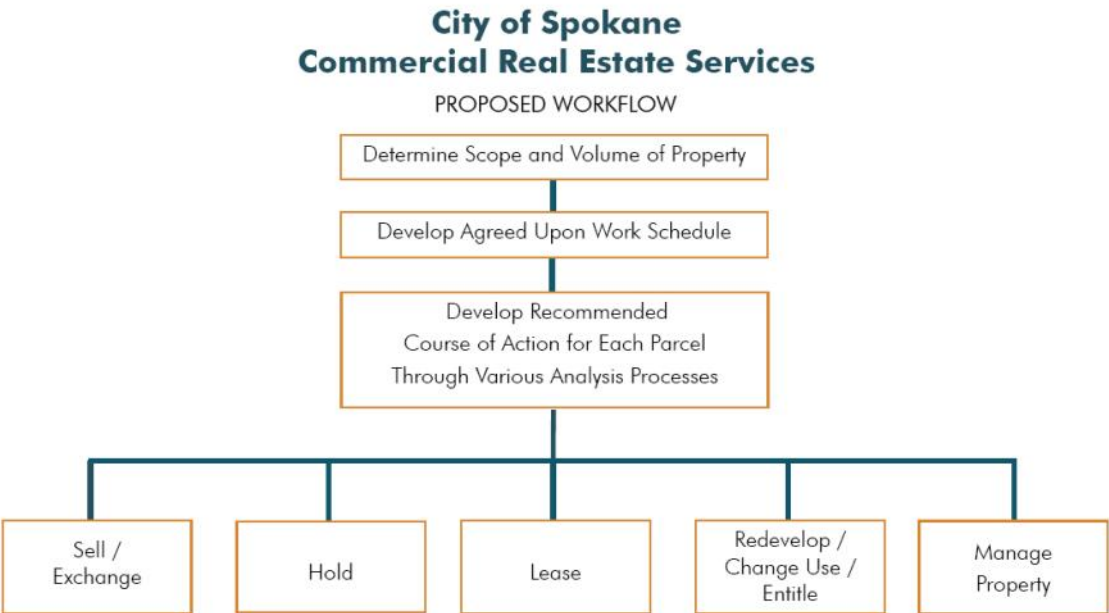 City of Spokane
Commercial Real Estate Services
PROPOSED WORKFLOW
Determine Scope and Volume of Property
Develop Agreed Upon Work Schedule
Develop Recommended
Course of Action for Each Parcel
Through Various Analysis Processes
Sell /
Exchange
Hold
Lease
Redevelop /
Change Use /
Entitle
Manage
Property